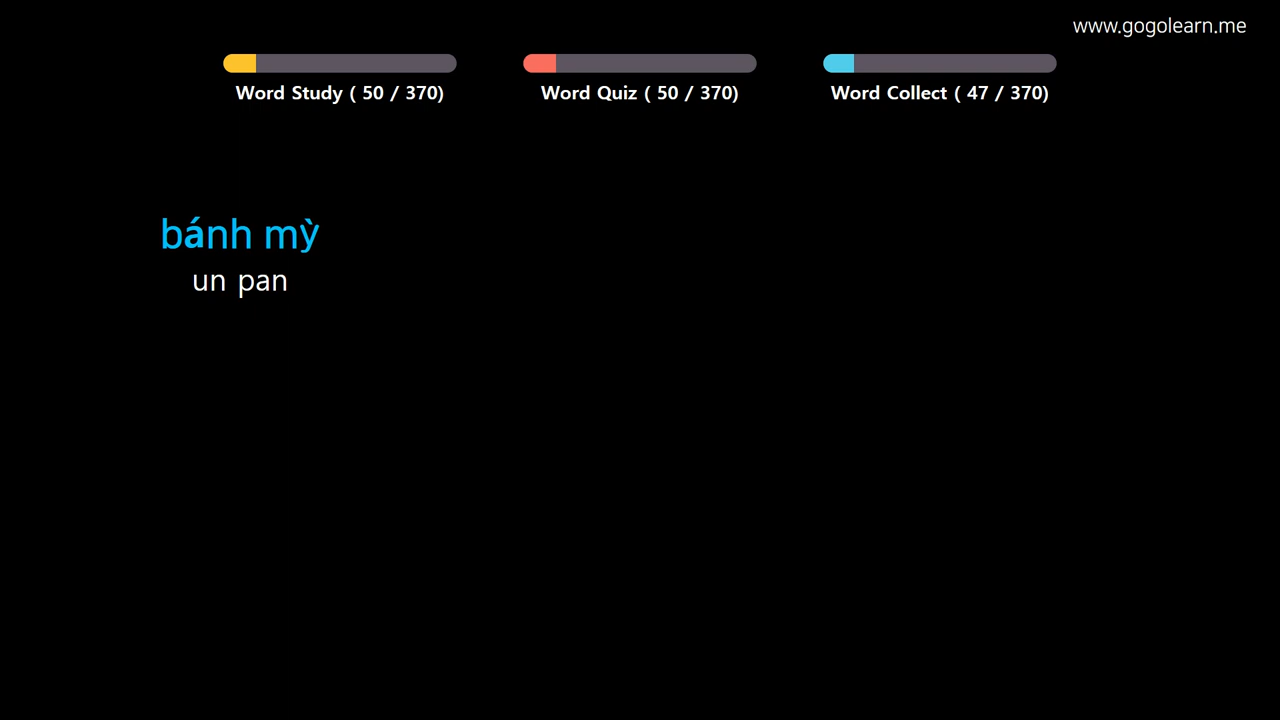 www.gogolearn.me
Word Study ( 50 / 370)
Word Quiz ( 50 / 370)
Word Collect ( 47 / 370)
bánh mỳ
un pan